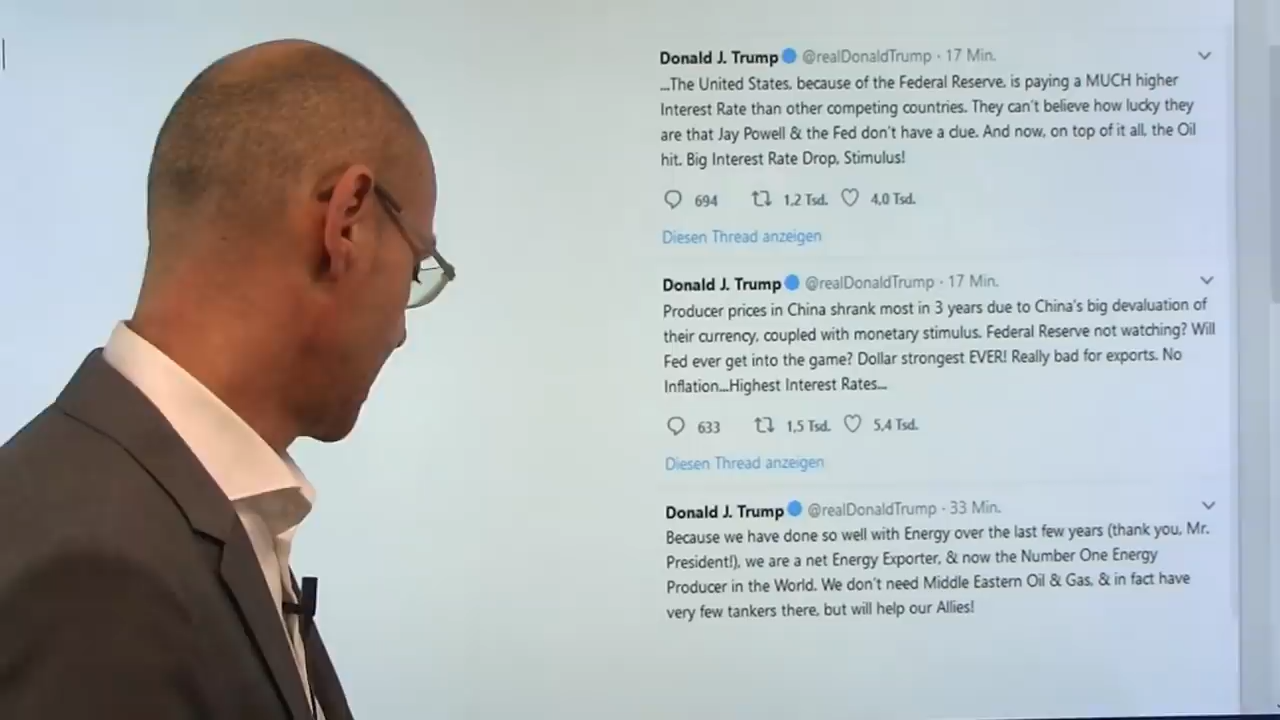 Donald J. Trump @realDonaldTrump · 17 Min.
...The United States, because of the Federal Reserve, is paying a MUCH higher
Interest Rate than other competing countries. They can't believe how lucky they
are that Jay Powell & the Fed don't have a clue. And now, on top of it all, the Oil
hit. Big Interest Rate Drop, Stimulus!
694 1,2 Tsd. 4,0 Tsd.
Diesen Thread anzeigen
Donald J. Trump @realDonaldTrump · 17 Min.
Producer prices in China shrank most in 3 years due to China's big devaluation of
their currency, coupled with monetary stimulus. Federal Reserve not watching? Will
Fed ever get into the game? Dollar strongest EVER! Really bad for exports. No
Inflation...Highest Interest Rates...
633 1,5 Tsd. 5,4 Tsd.
Diesen Thread anzeigen
Donald J. Trump @realDonaldTrump · 33 Min.
Because we have done so well with Energy over the last few years (thank you, Mr.
President!), we are a net Energy Exporter, & now the Number One Energy
Producer in the World. We don't need Middle Eastern Oil & Gas, & in fact have
very few tankers there, but will help our Allies!